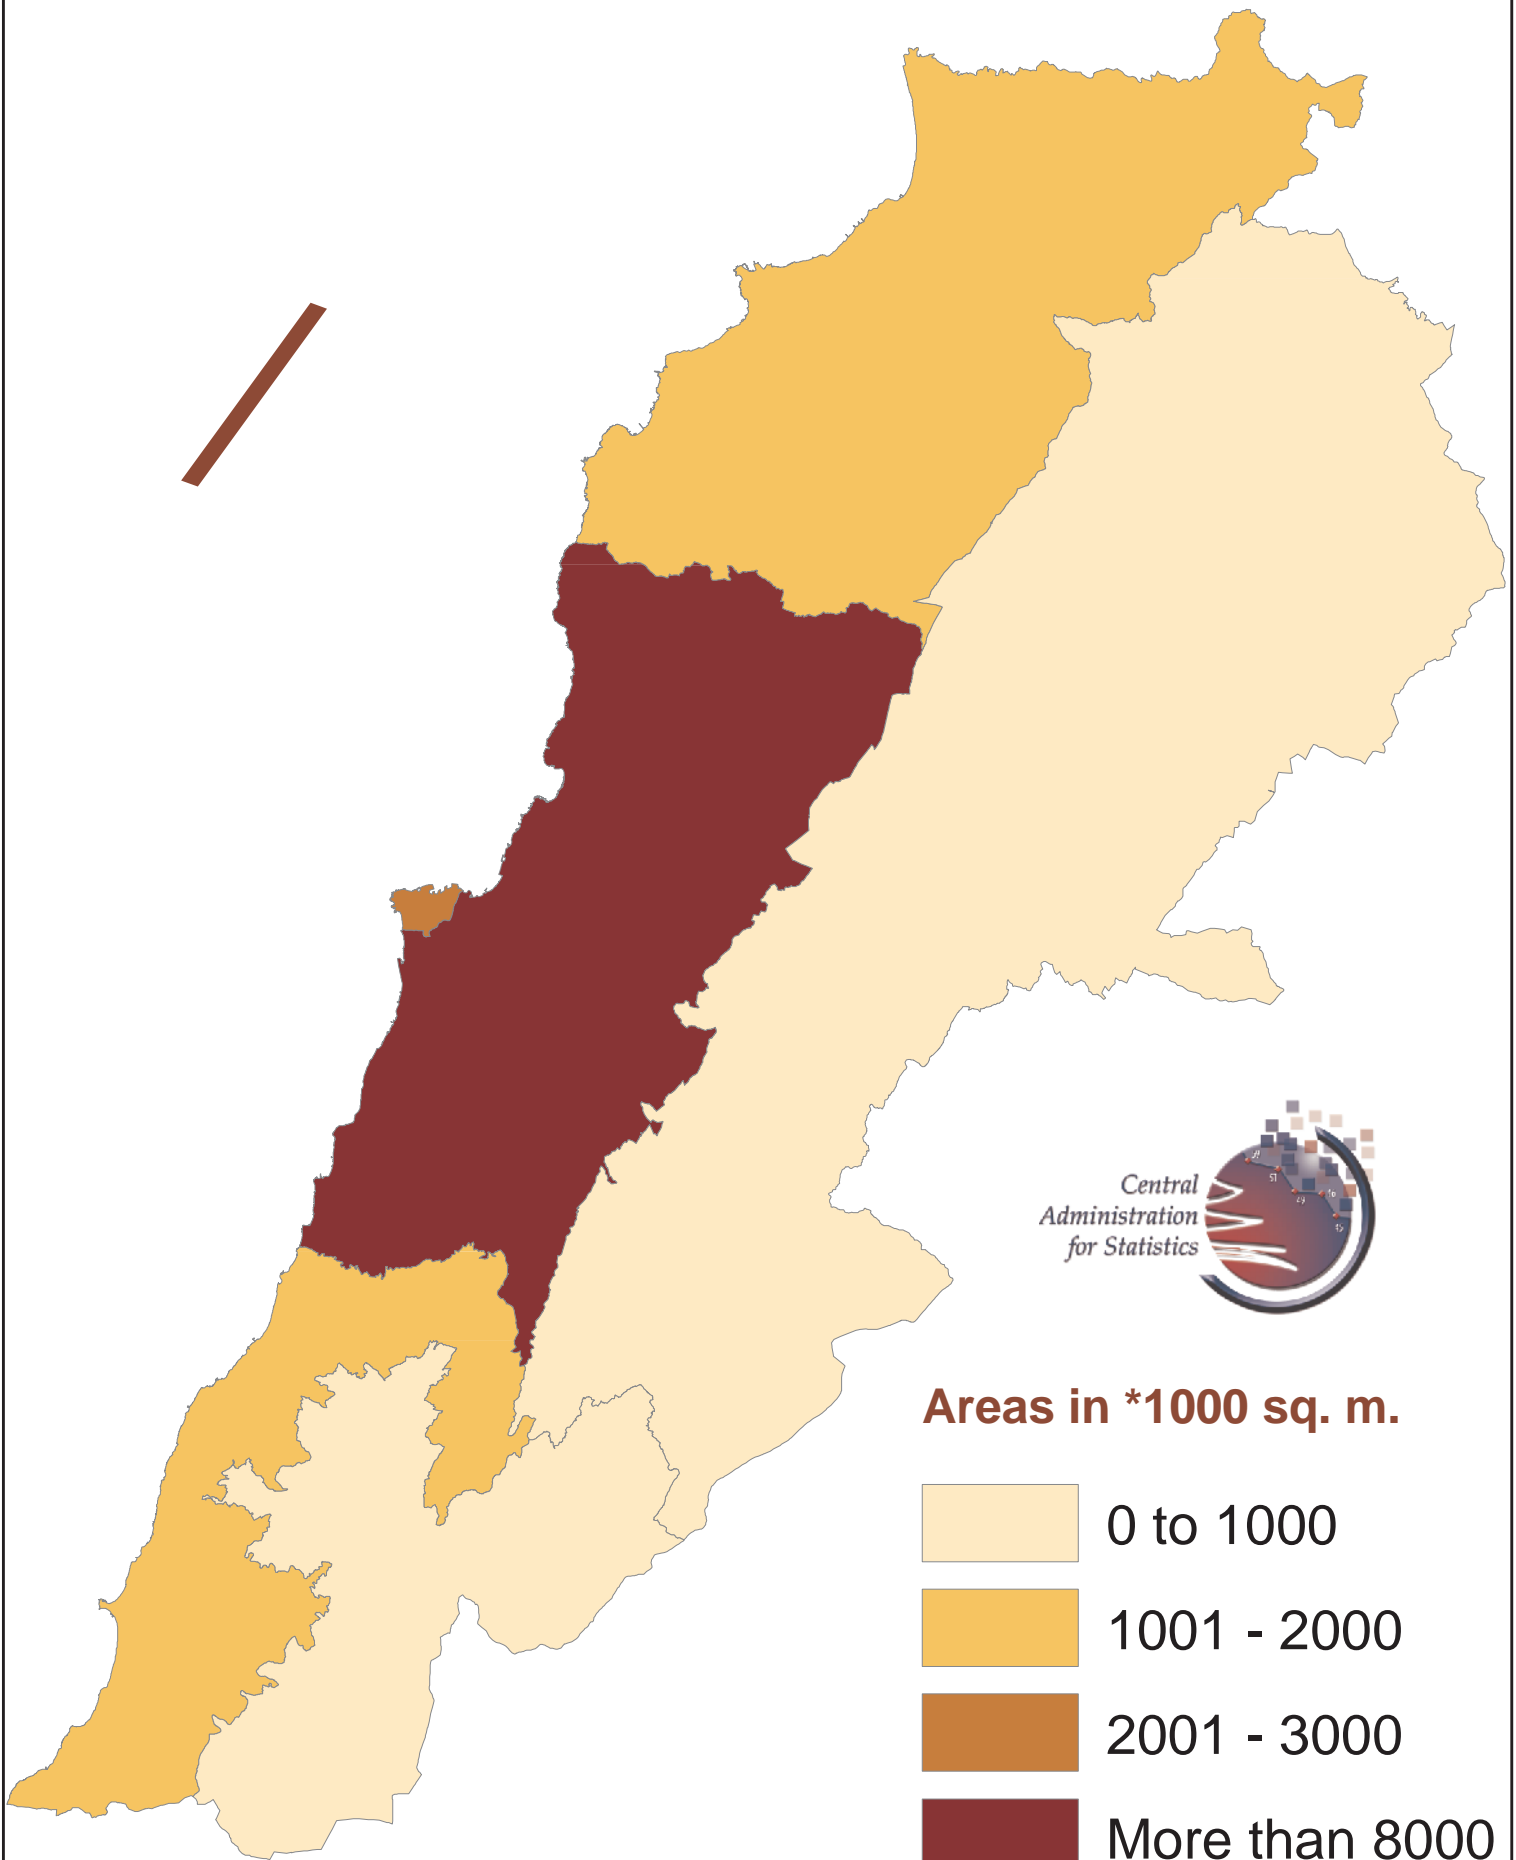 Central
Administration
for Statistics
Areas in *1000 sq. m.
0 to 1000
1001 - 2000
2001 - 3000
More than 8000